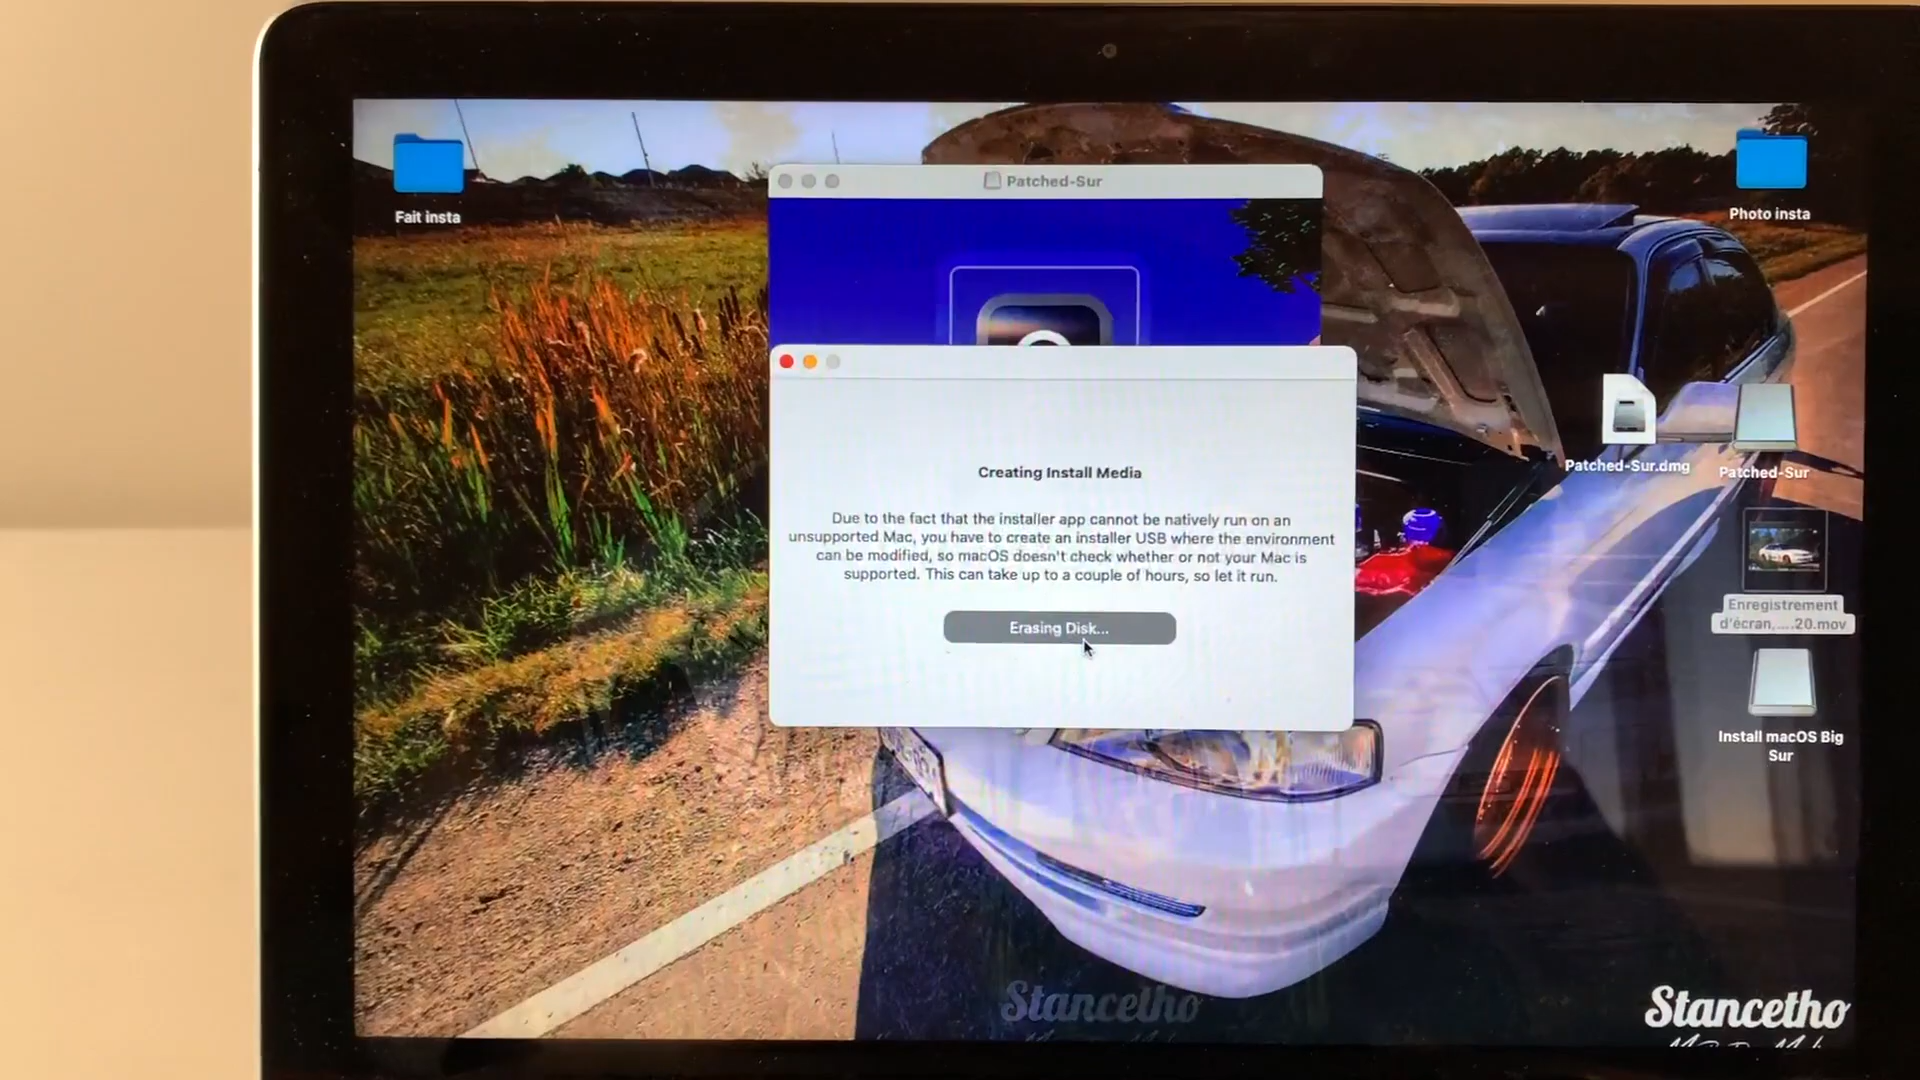 Fait insta
Patched-Sur
Photo insta
Creating Install Media
Due to the fact that the installer app cannot be natively run on an
unsupported Mac, you have to create an installer USB where the environment
can be modified, so macOS doesn't check whether or not your Mac is
supported. This can take up to a couple of hours, so let it run.
Erasing Disk...
Patched-Sur.dmg
Patched-Sur
Enregistrement
d'écran,....20.mov
Install macOS Big
Sur
Stancetho
Stancetho